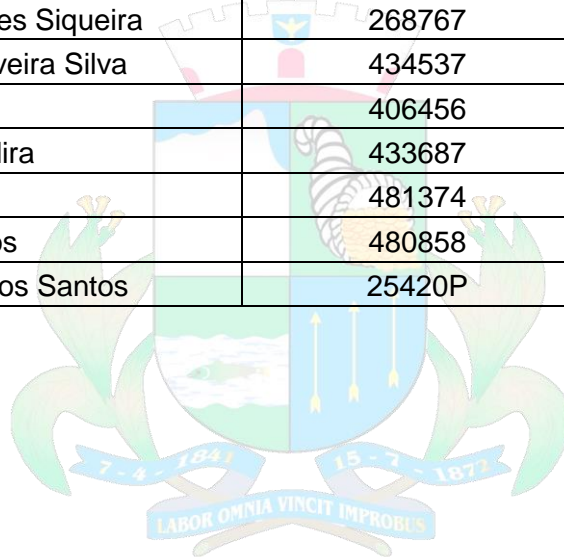 es Siqueira 268767
veira Silva 434537
406456
lira 433687
481374
os 480858
os Santos 25420P
7 - 4 - 1841 15 - 7 - 1872
LABOR OMNIA VINCIT IMPROBUS